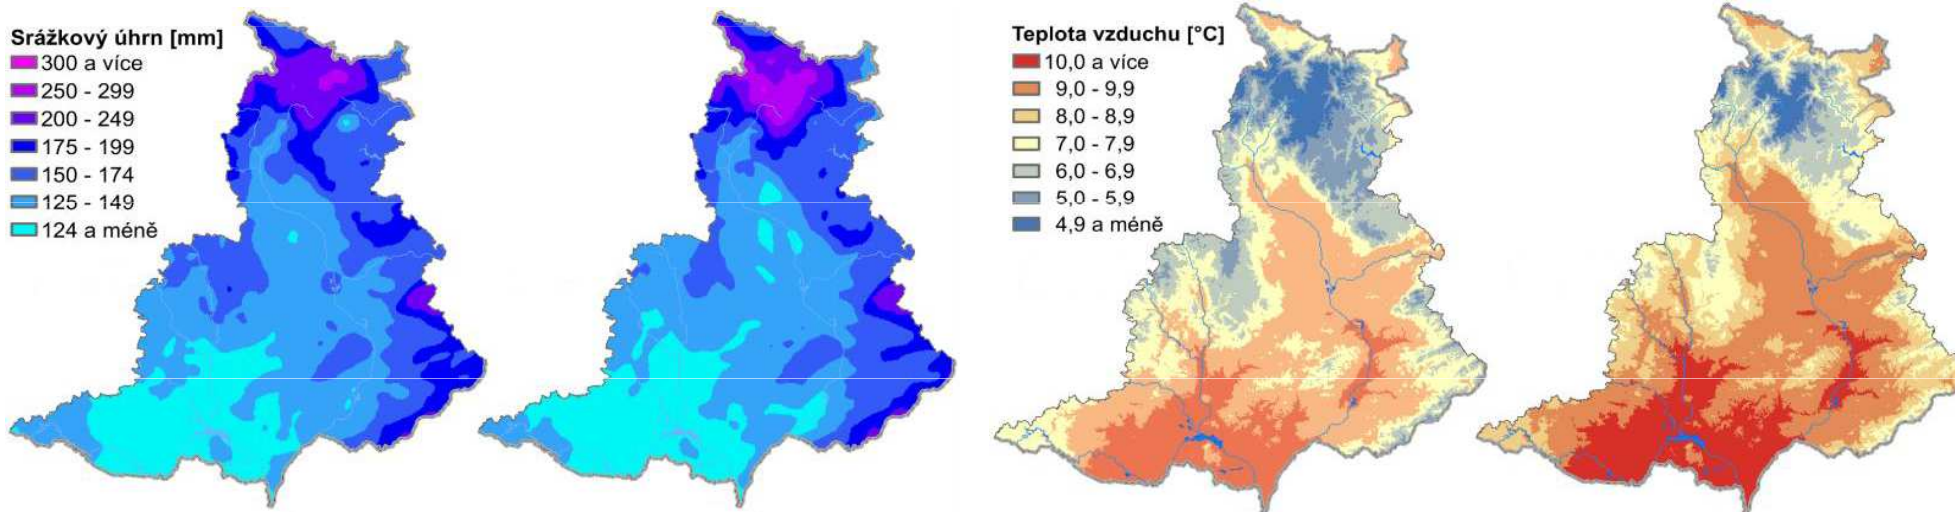 Srážkový úhrn [mm]
300 a více
250 - 299
200 - 249
175 - 199
150 - 174
125 - 149
124 a méně
Teplota vzduchu [°C]
10,0 a více
9,0 - 9,9
8,0 - 8,9
7,0 - 7,9
6,0 - 6,9
5,0 - 5,9
4,9 a méně